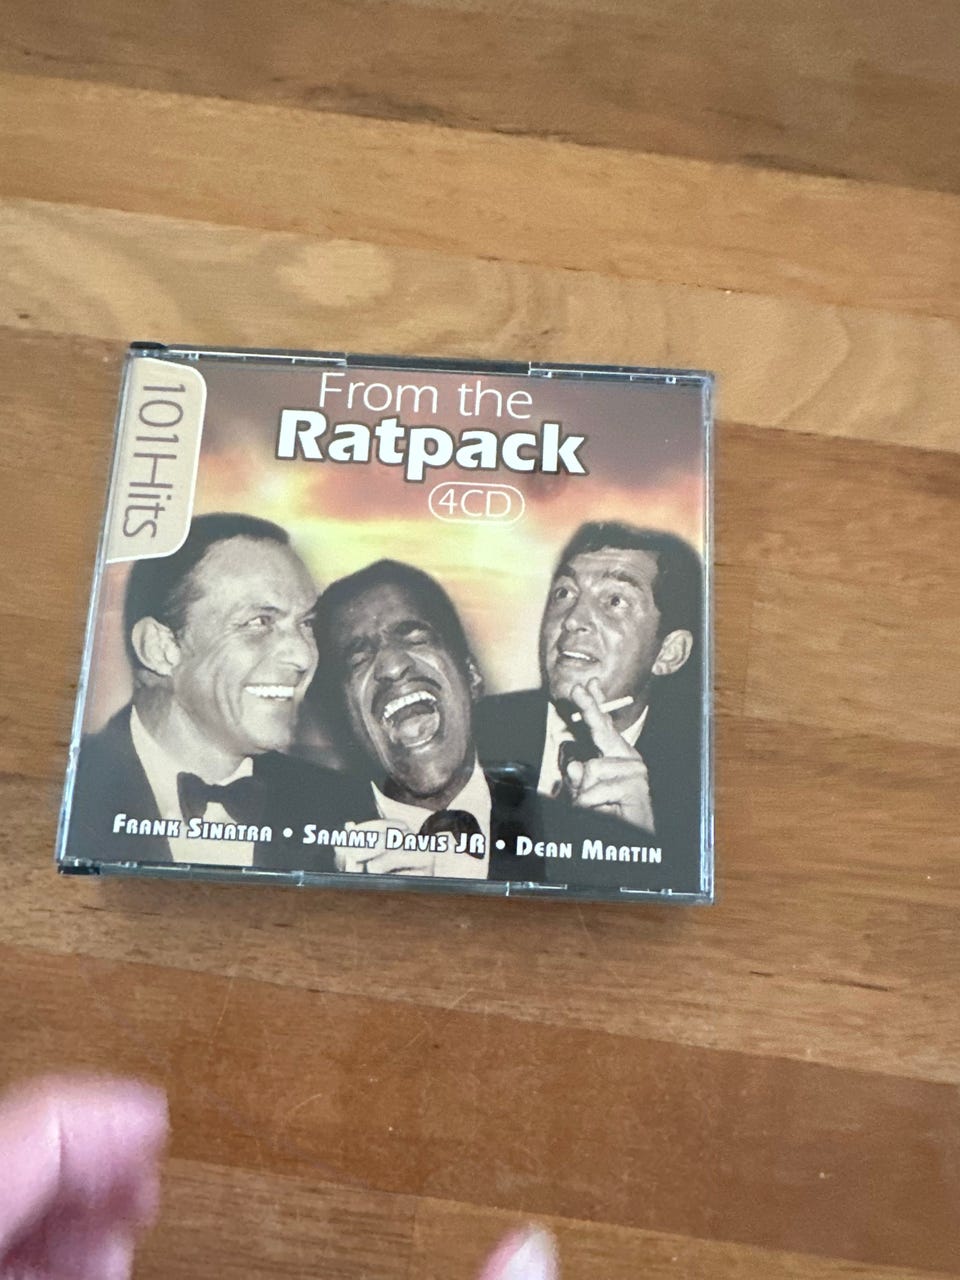 101 Hits
From the
Ratpack
4CD
Frank Sinatra • Sammy Davis JR • Dean Martin